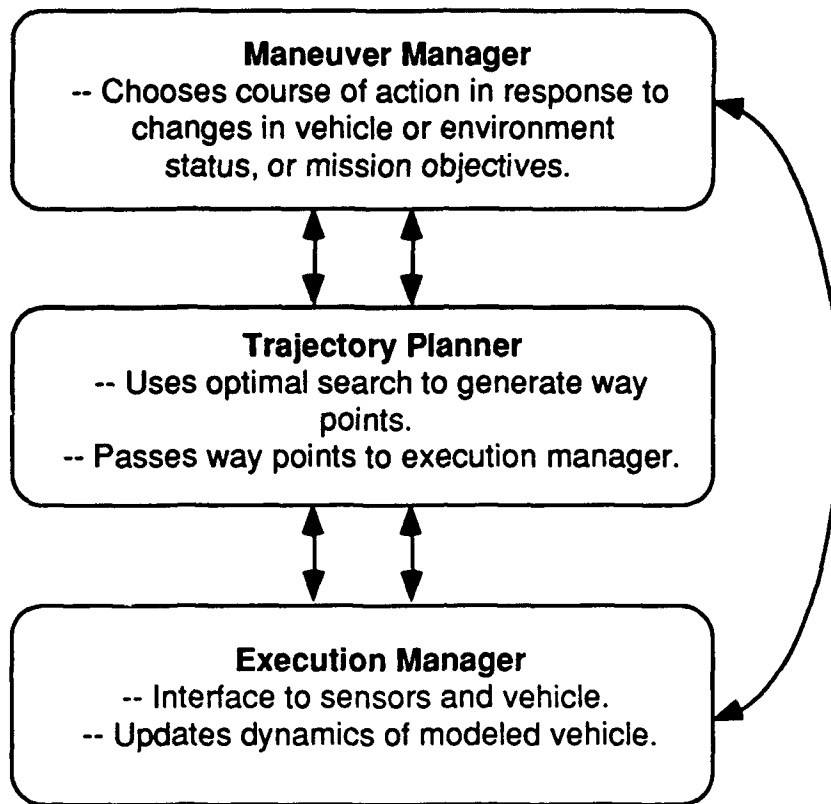 Maneuver Manager
-- Chooses course of action in response to
changes in vehicle or environment
status, or mission objectives.
Trajectory Planner
-- Uses optimal search to generate way
points.
-- Passes way points to execution manager.
Execution Manager
-- Interface to sensors and vehicle.
-- Updates dynamics of modeled vehicle.